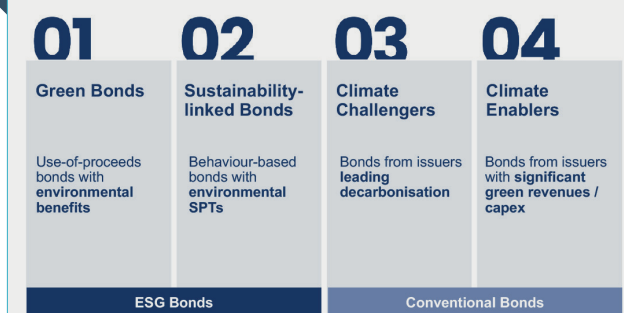 01
Green Bonds
Use-of-proceeds
bonds with
environmental
benefits
02
Sustainability-
linked Bonds
Behaviour-based
bonds with
environmental
SPTs
03
Climate
Challengers
Bonds from issuers
leading
decarbonisation
04
Climate
Enablers
Bonds from issuers
with significant
green revenues /
capex
ESG Bonds
Conventional Bonds